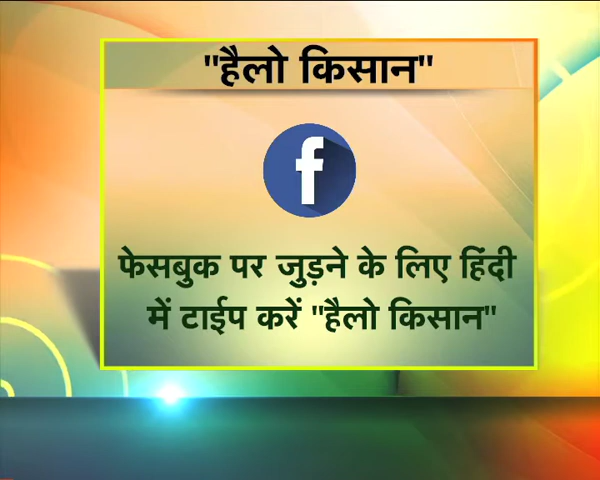 "हैलो किसान"
f
फेसबुक पर जुड़ने के लिए हिंदी
में टाईप करें "हैलो किसान"